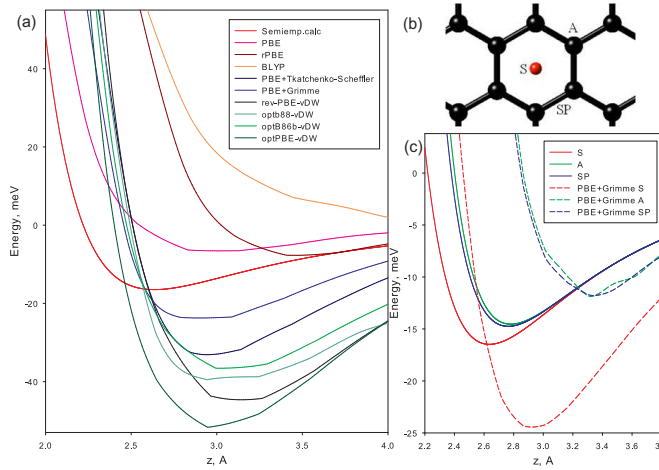 (a)
Energy, meV
40
20
0
-20
-40
2.0
2.5
3.0
3.5
4.0
z, A
Semiemp.calc
PBE
rPBE
BLYP
PBE+Tkatchenko-Scheffler
PBE+Grimme
rev-PBE-vDW
optb88-vDW
optB86b-vDW
optPBE-vDW
(b)
A
S
SP
(c)
Energy, meV
0
-5
-10
-15
-20
-25
2.2
2.4
2.6
2.8
3.0
3.2
3.4
3.6
3.8
z, A
S
A
SP
PBE+Grimme S
PBE+Grimme A
PBE+Grimme SP